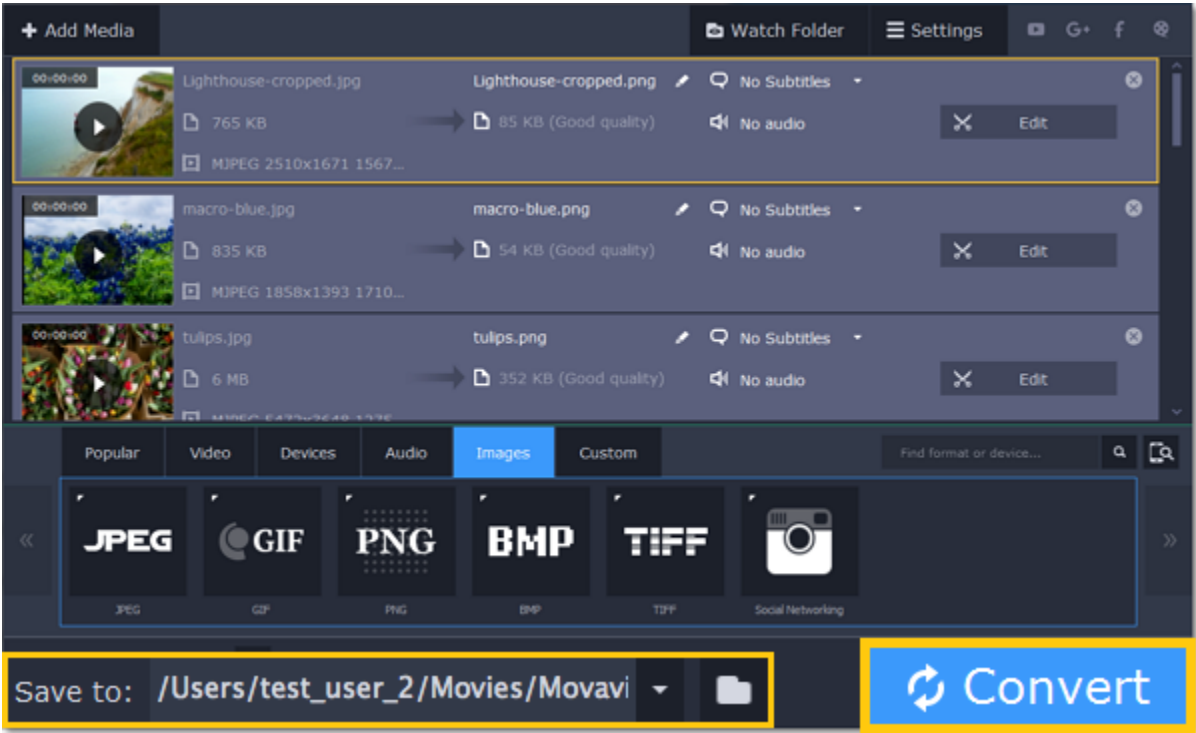 Add Media
Watch Folder
Settings
G+
00:00:00
Lighthouse-cropped.jpg
Lighthouse-cropped.png
No Subtitles
765 KB
85 KB (Good quality)
No audio
Edit
MJPEG 2510x1671 1567...
00:00:00
macro-blue.jpg
macro-blue.png
No Subtitles
835 KB
54 KB (Good quality)
No audio
Edit
MJPEG 1858x1393 1710...
00:00:00
tulips.jpg
tulips.png
No Subtitles
6 MB
352 KB (Good quality)
No audio
Edit
MJPEG 5472x3648 1275
Popular
Video
Devices
Audio
Images
Custom
Find format or device...
JPEG
GIF
PNG
BMP
TIFF
JPEG
GIF
PNG
BMP
TIFF
Social Networking
Save to:
/Users/test_user_2/Movies/Movavi
Convert